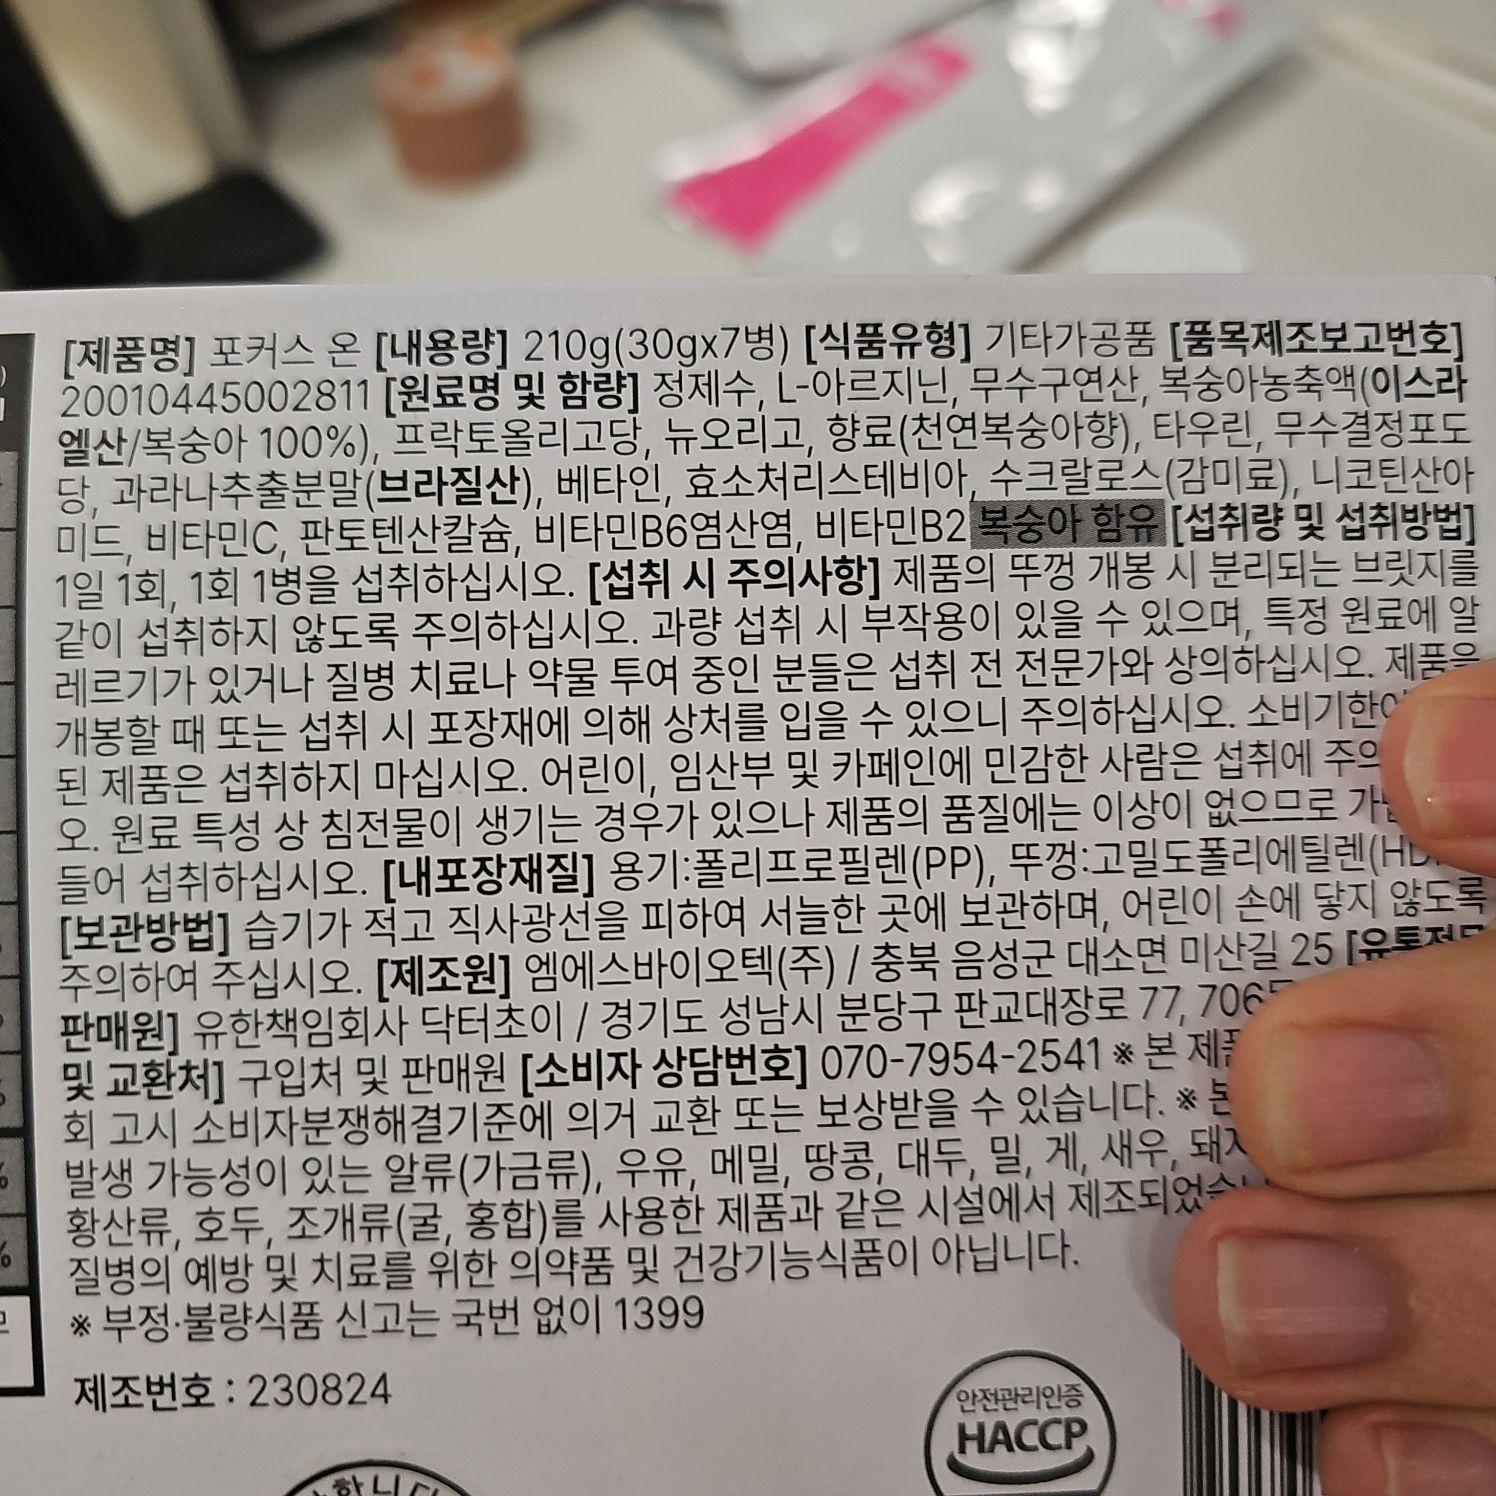 [제품명] 포커스 온 [내용량] 210g(30gx7병) [식품유형] 기타가공품 [품목제조보고번호]
20010445002811 [원료명 및 함량] 정제수, L-아르지닌, 무수구연산, 복숭아농축액(이스라
엘산/복숭아 100%), 프락토올리고당, 뉴오리고, 향료(천연복숭아향), 타우린, 무수결정포도
당, 과라나추출분말(브라질산), 베타인, 효소처리스테비아, 수크랄로스(감미료), 니코틴산아
미드, 비타민C, 판토텐산칼슘, 비타민B6염산염, 비타민B2 복숭아 함유 [섭취량 및 섭취방법]
1일 1회, 1회 1병을 섭취하십시오. [섭취 시 주의사항] 제품의 뚜껑 개봉 시 분리되는 브릿지를
같이 섭취하지 않도록 주의하십시오. 과량 섭취 시 부작용이 있을 수 있으며, 특정 원료에 알
레르기가 있거나 질병 치료나 약물 투여 중인 분들은 섭취 전 전문가와 상의하십시오. 제품을
개봉할 때 또는 섭취 시 포장재에 의해 상처를 입을 수 있으니 주의하십시오. 소비기한
된 제품은 섭취하지 마십시오. 어린이, 임산부 및 카페인에 민감한 사람은 섭취에 주의
오. 원료 특성 상 침전물이 생기는 경우가 있으나 제품의 품질에는 이상이 없으므로
들어 섭취하십시오. [내포장재질] 용기:폴리프로필렌(PP), 뚜껑:고밀도폴리에틸렌
[보관방법] 습기가 적고 직사광선을 피하여 서늘한 곳에 보관하며, 어린이 손에 닿지 않도록
주의하여 주십시오. [제조원] 엠에스바이오텍(주) / 충북 음성군 대소면 미산길 25
판매원] 유한책임회사 닥터초이 / 경기도 성남시 분당구 판교대장로 77, 706
및 교환처] 구입처 및 판매원 [소비자 상담번호] 070-7954-2541 ※ 본
회 고시 소비자분쟁해결기준에 의거 교환 또는 보상받을 수 있습니다. ※
발생 가능성이 있는 알류(가금류), 우유, 메밀, 땅콩, 대두, 밀, 게, 새우,
황산류, 호두, 조개류(굴, 홍합)를 사용한 제품과 같은 시설에서
질병의 예방 및 치료를 위한 의약품 및 건강기능식품이 아닙니다.
※ 부정·불량식품 신고는 국번 없이 1399
제조번호 : 230824
안전관리인증
HACCP